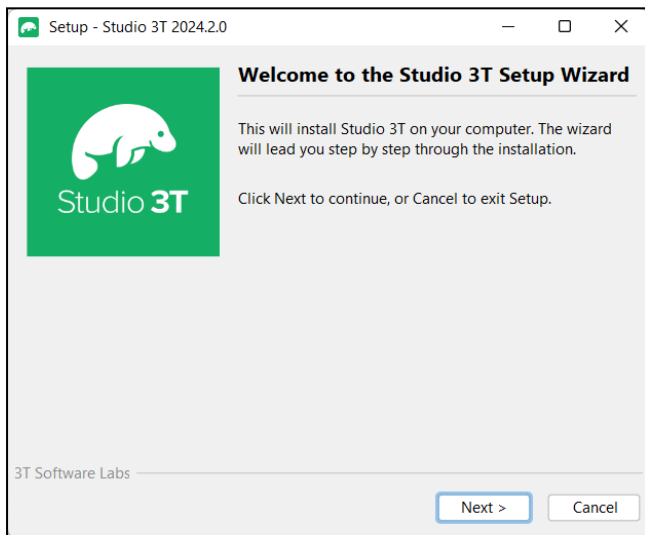 Setup - Studio 3T 2024.2.0
Welcome to the Studio 3T Setup Wizard
This will install Studio 3T on your computer. The wizard
will lead you step by step through the installation.
Click Next to continue, or Cancel to exit Setup.
Studio 3T
3T Software Labs
Next >
Cancel